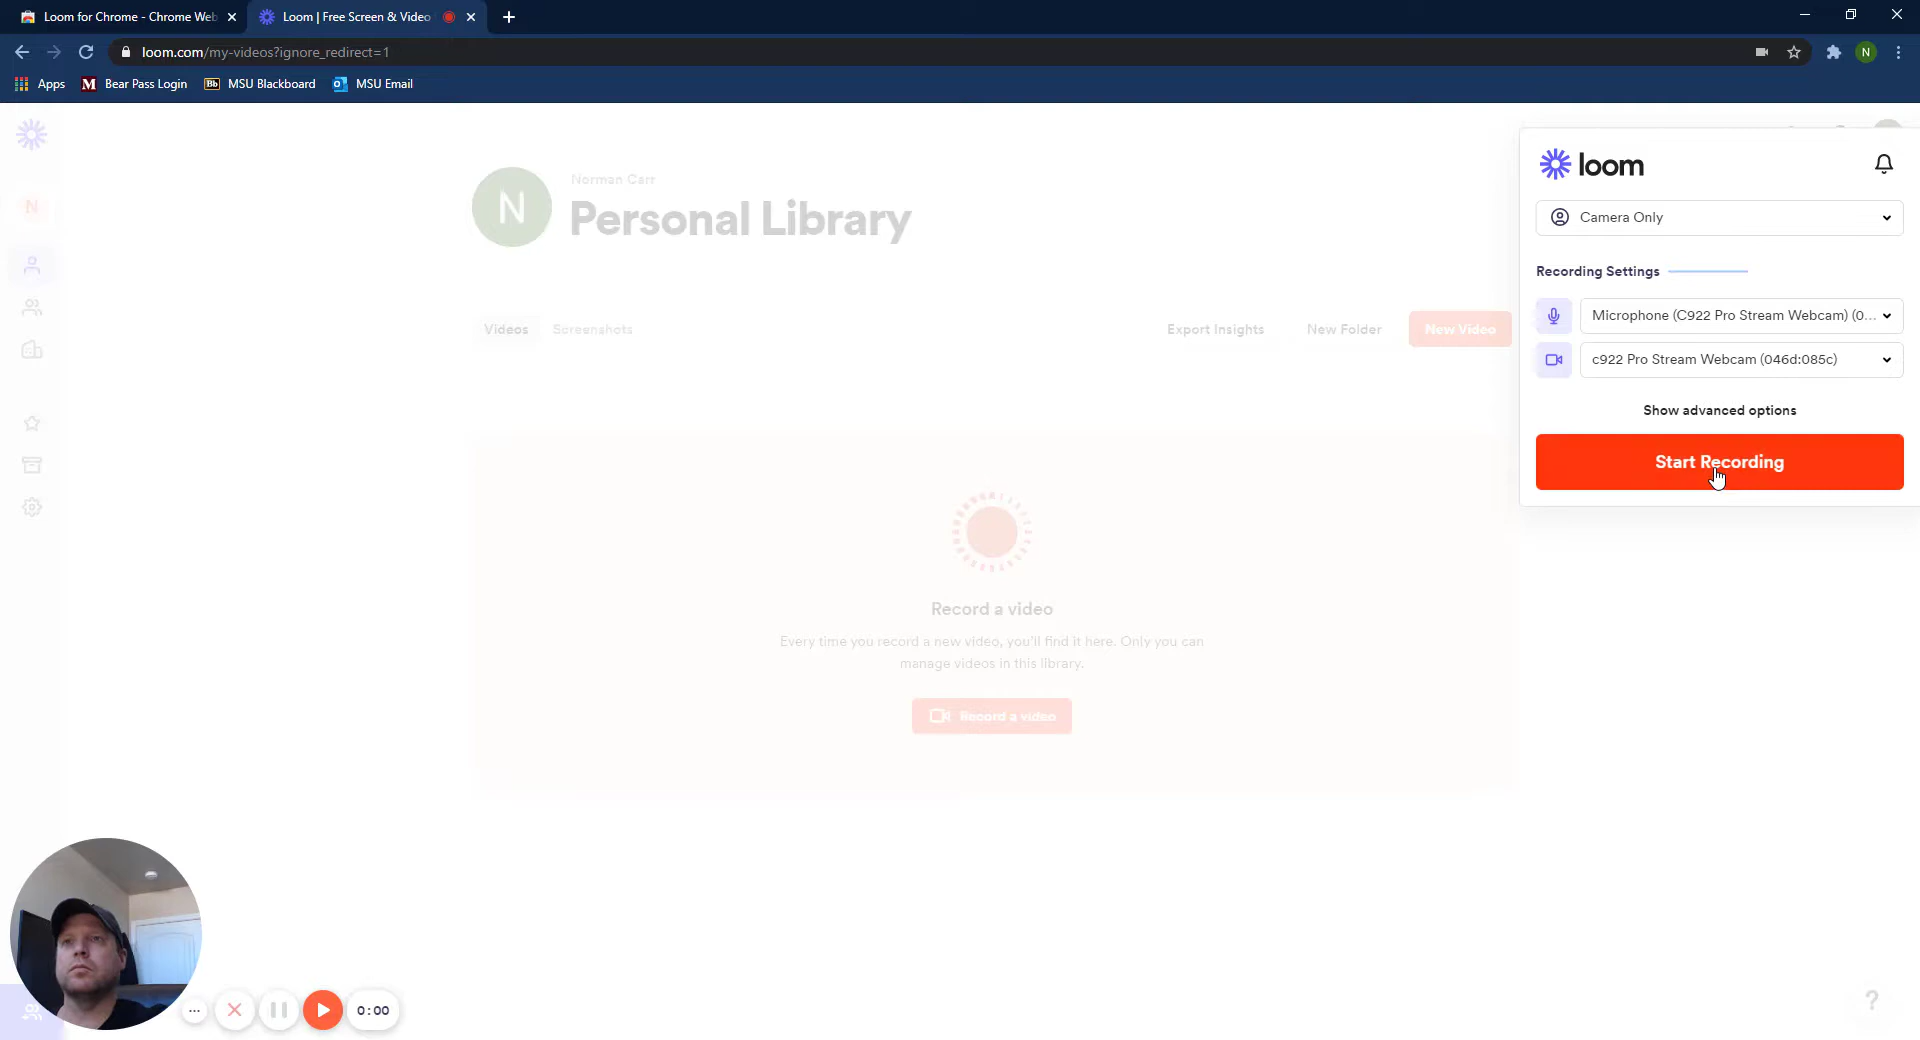 Loom for Chrome - Chrome Web
Loom | Free Screen & Video
loom.com/my-videos?ignore_redirect=1
N
Apps
M Bear Pass Login
Bb MSU Blackboard
MSU Email
loom
Camera Only
Recording Settings
Microphone (C922 Pro Stream Webcam) (0...
c922 Pro Stream Webcam (046d:085c)
Show advanced options
Start Recording
N
N
Norman Carr
Personal Library
Videos
Screenshots
Export Insights
New Folder
New Video
Record a video
Every time you record a new video, you'll find it here. Only you can
manage videos in this library.
Record a video
0:00
?